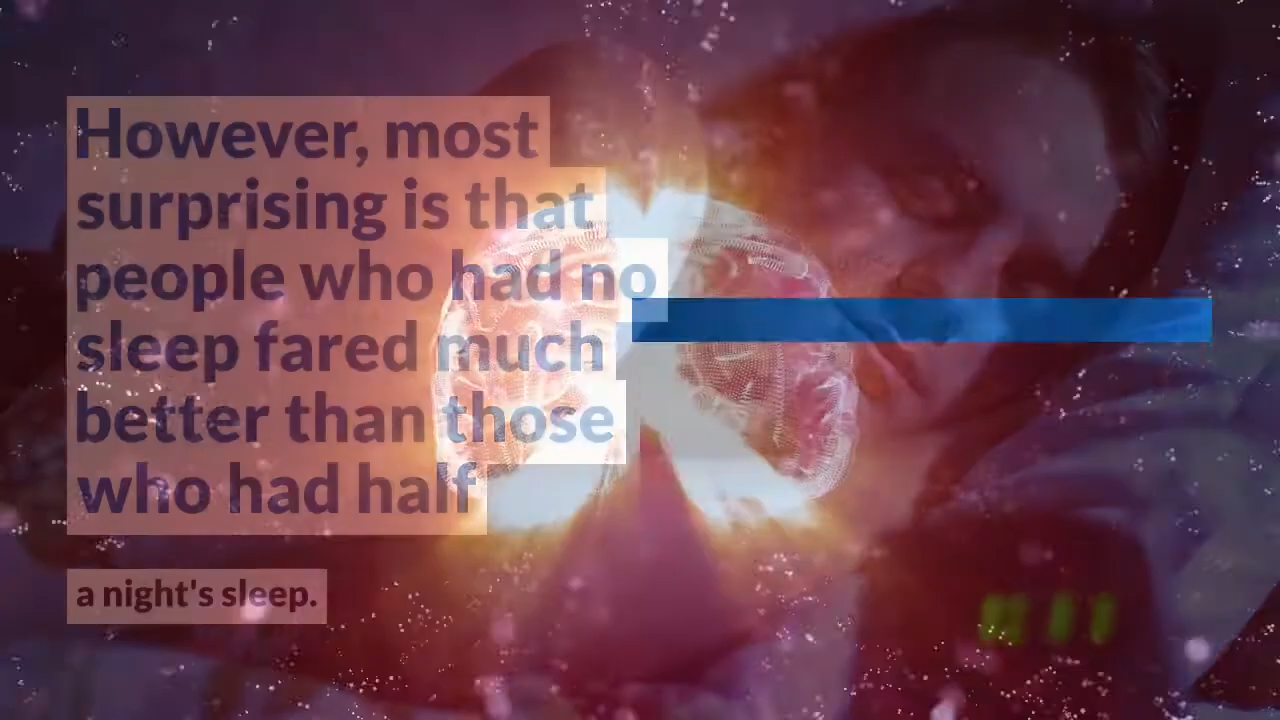 However, most
surprising is that
people who had no
sleep fared much
better than those
who had half
a night's sleep.